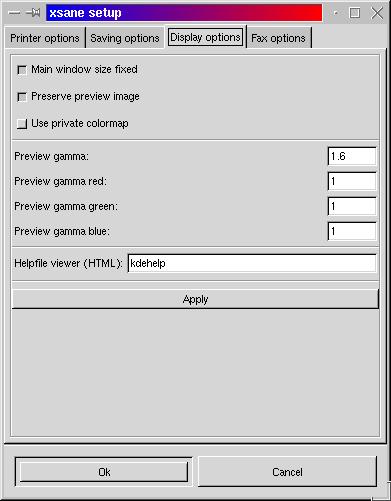 xsane setup
Printer options Saving options Display options Fax options
Main window size fixed
Preserve preview image
Use private colormap
Preview gamma: 1.6
Preview gamma red: 1
Preview gamma green: 1
Preview gamma blue: 1
Helpfile viewer (HTML): kdehelp
Apply
Ok Cancel